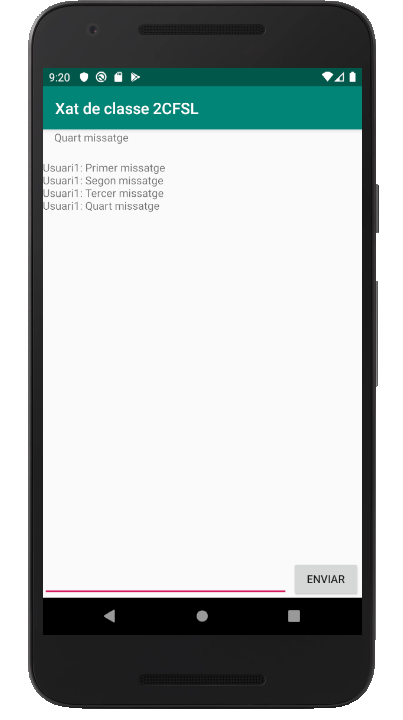 9:20
Xat de classe 2CFSL
Quart missatge
Usuari1: Primer missatge
Usuari1: Segon missatge
Usuari1: Tercer missatge
Usuari1: Quart missatge
ENVIAR